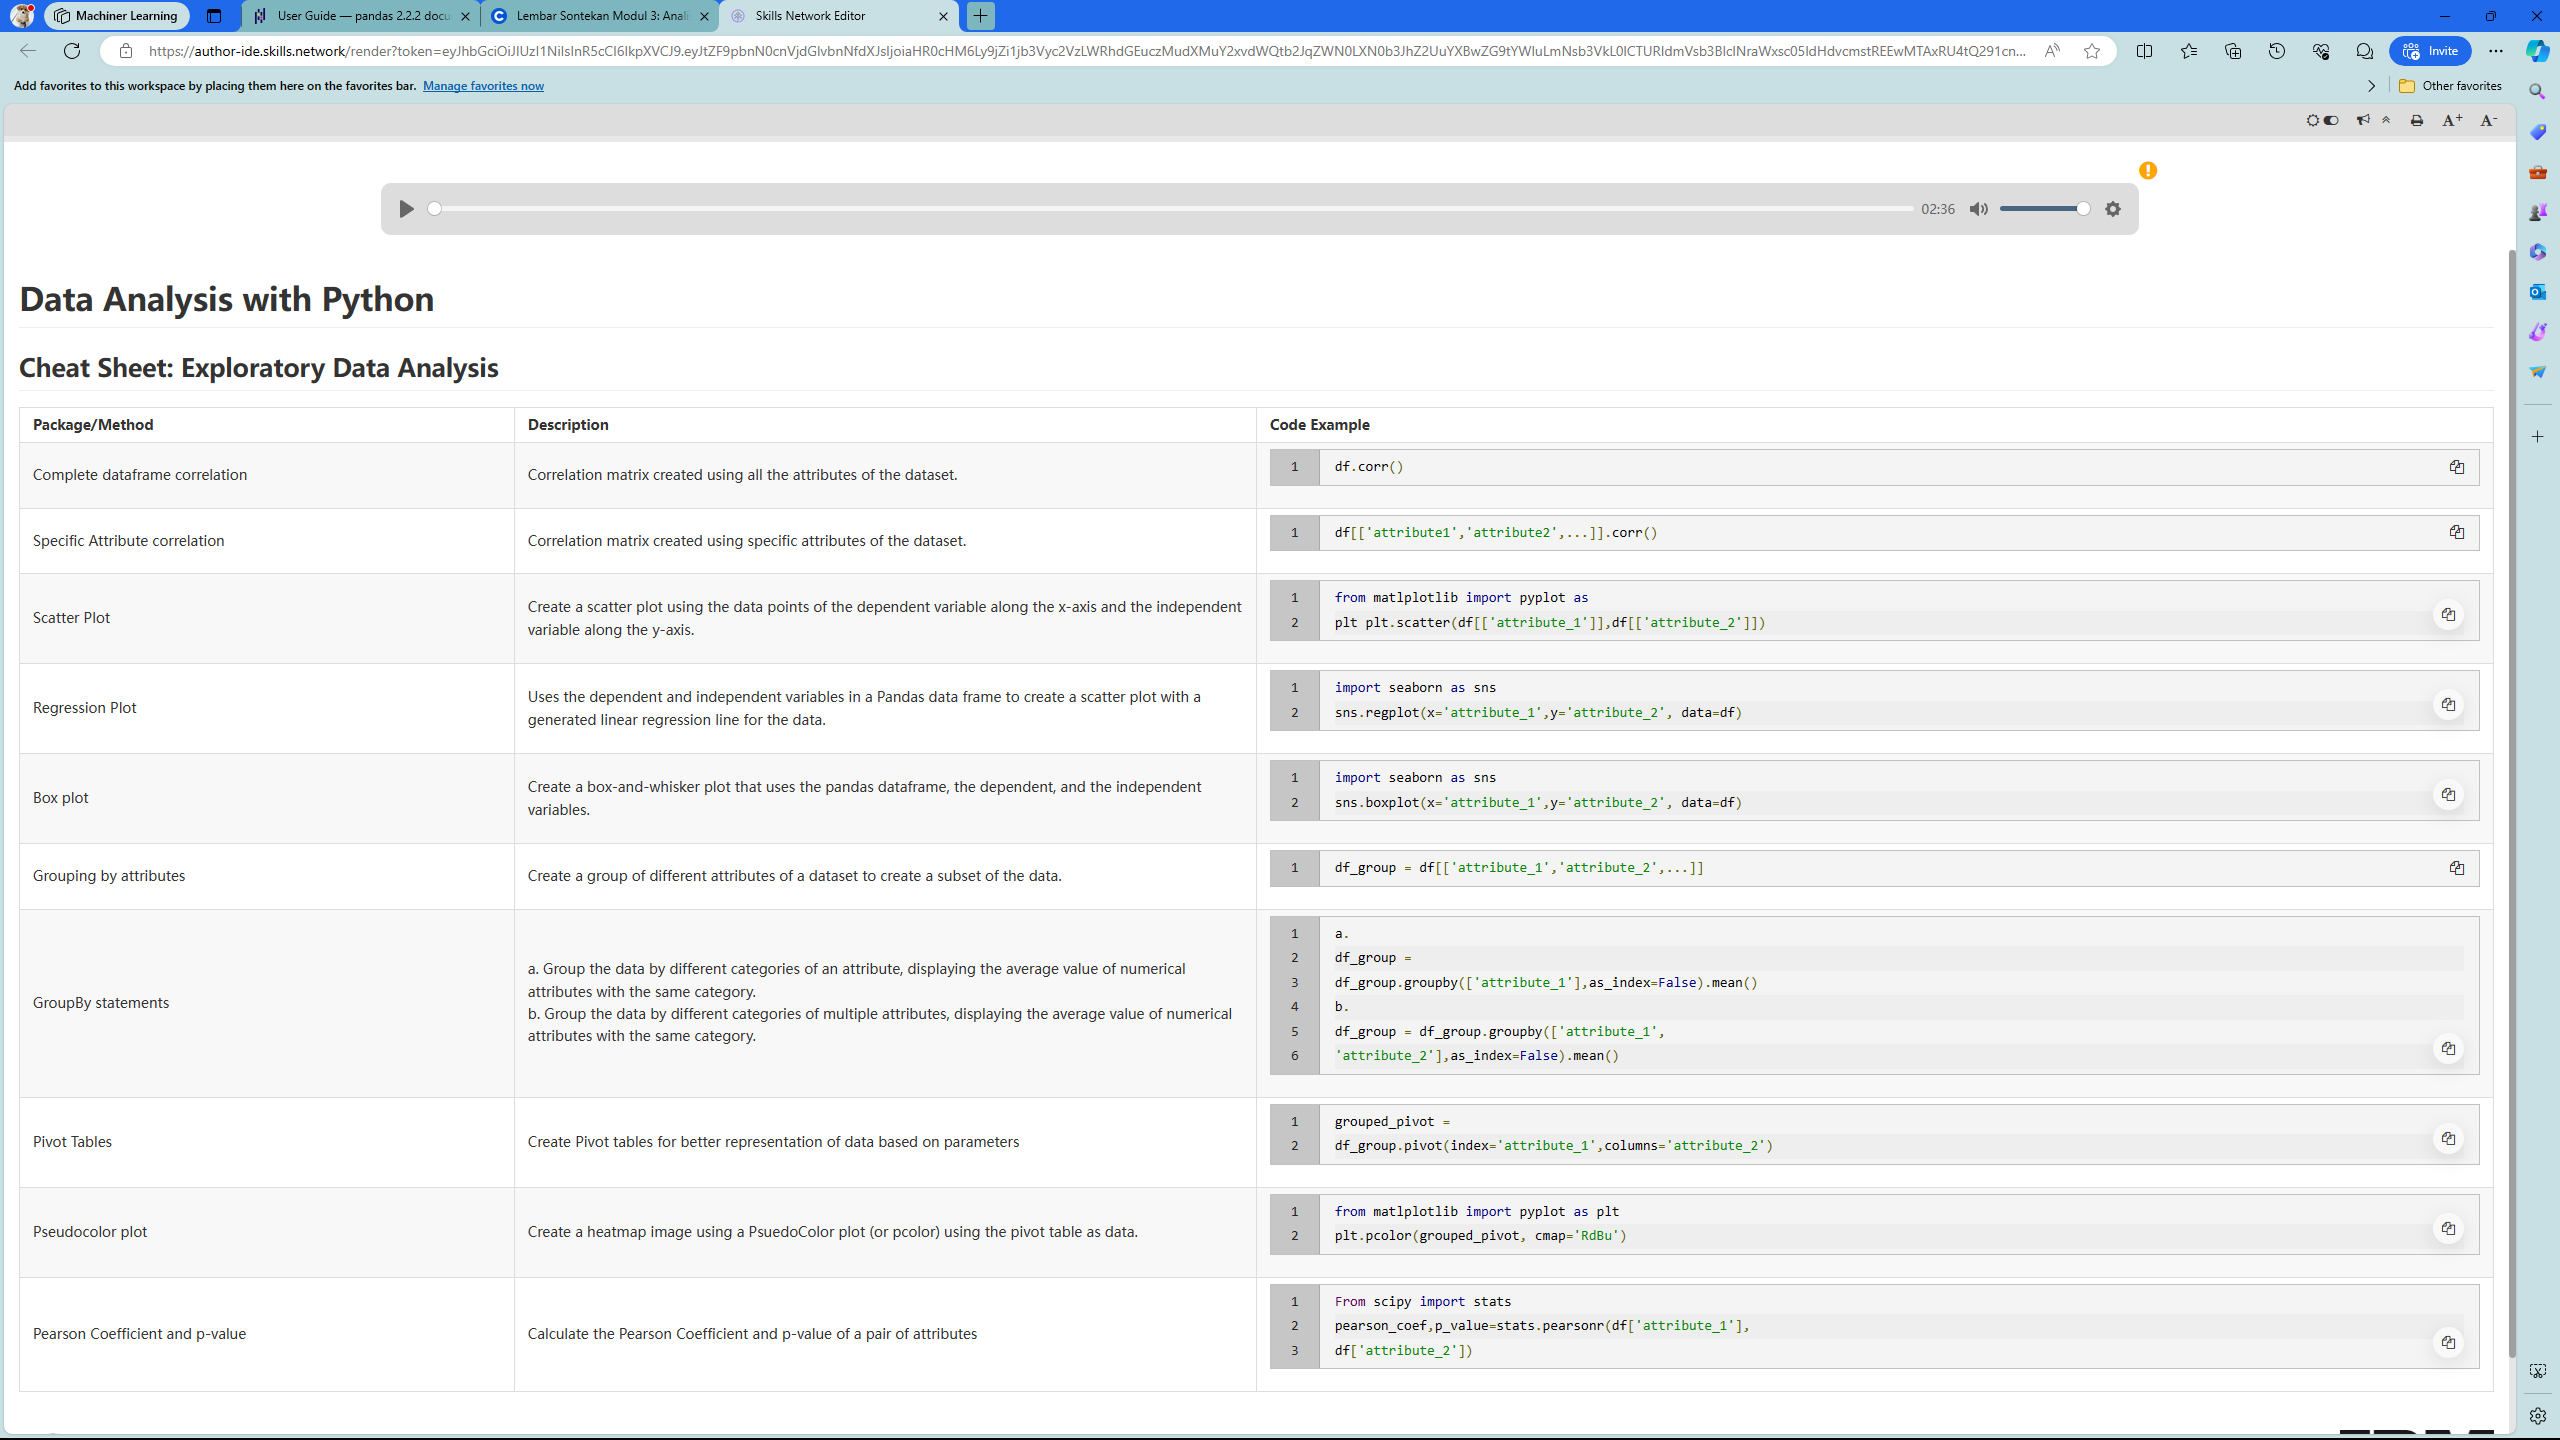 Machiner Learning
User Guide — pandas 2.2.2 docu
Lembar Sontekan Modul 3: Anali
Skills Network Editor
Invite
Add favorites to this workspace by placing them here on the favorites bar. Manage favorites now
Other favorites
A+ A-
02:36
Data Analysis with Python
Cheat Sheet: Exploratory Data Analysis
Package/Method Description Code Example
Complete dataframe correlation
Correlation matrix created using all the attributes of the dataset.
1 df.corr()
Specific Attribute correlation
Correlation matrix created using specific attributes of the dataset.
1 df[['attribute1','attribute2',...]].corr()
Scatter Plot
Create a scatter plot using the data points of the dependent variable along the x-axis and the independent
variable along the y-axis.
1 from matlplotlib import pyplot as
2 plt plt.scatter(df[['attribute_1']],df[['attribute_2']])
Regression Plot
Uses the dependent and independent variables in a Pandas data frame to create a scatter plot with a
generated linear regression line for the data.
1 import seaborn as sns
2 sns.regplot(x='attribute_1',y='attribute_2', data=df)
Box plot
Create a box-and-whisker plot that uses the pandas dataframe, the dependent, and the independent
variables.
1 import seaborn as sns
2 sns.boxplot(x='attribute_1',y='attribute_2', data=df)
Grouping by attributes
Create a group of different attributes of a dataset to create a subset of the data.
1 df_group = df[['attribute_1','attribute_2',...]]
GroupBy statements
a. Group the data by different categories of an attribute, displaying the average value of numerical
attributes with the same category.
b. Group the data by different categories of multiple attributes, displaying the average value of numerical
attributes with the same category.
1 a.
2 df_group =
3 df_group.groupby(['attribute_1'],as_index=False).mean()
4 b.
5 df_group = df_group.groupby(['attribute_1',
6 'attribute_2'],as_index=False).mean()
Pivot Tables
Create Pivot tables for better representation of data based on parameters
1 grouped_pivot =
2 df_group.pivot(index='attribute_1',columns='attribute_2')
Pseudocolor plot
Create a heatmap image using a PsuedoColor plot (or pcolor) using the pivot table as data.
1 from matlplotlib import pyplot as plt
2 plt.pcolor(grouped_pivot, cmap='RdBu')
Pearson Coefficient and p-value
Calculate the Pearson Coefficient and p-value of a pair of attributes
1 From scipy import stats
2 pearson_coef,p_value=stats.pearsonr(df['attribute_1'],
3 df['attribute_2'])